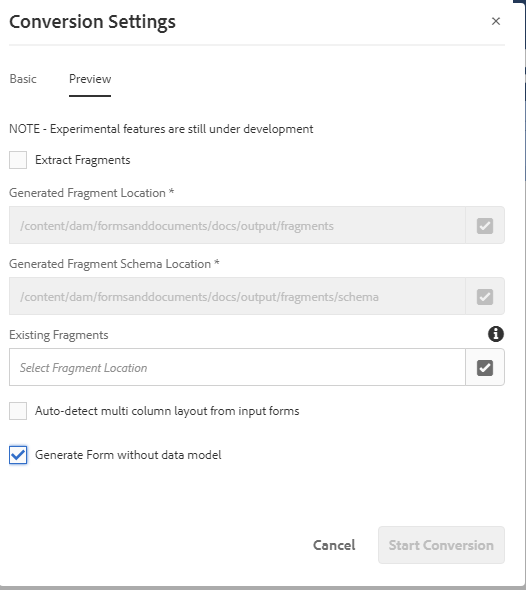 Conversion Settings
Basic
Preview
NOTE - Experimental features are still under development
Extract Fragments
Generated Fragment Location *
/content/dam/formsanddocuments/docs/output/fragments
Generated Fragment Schema Location *
/content/dam/formsanddocuments/docs/output/fragments/schema
Existing Fragments
Select Fragment Location
Auto-detect multi column layout from input forms
Generate Form without data model
Cancel
Start Conversion